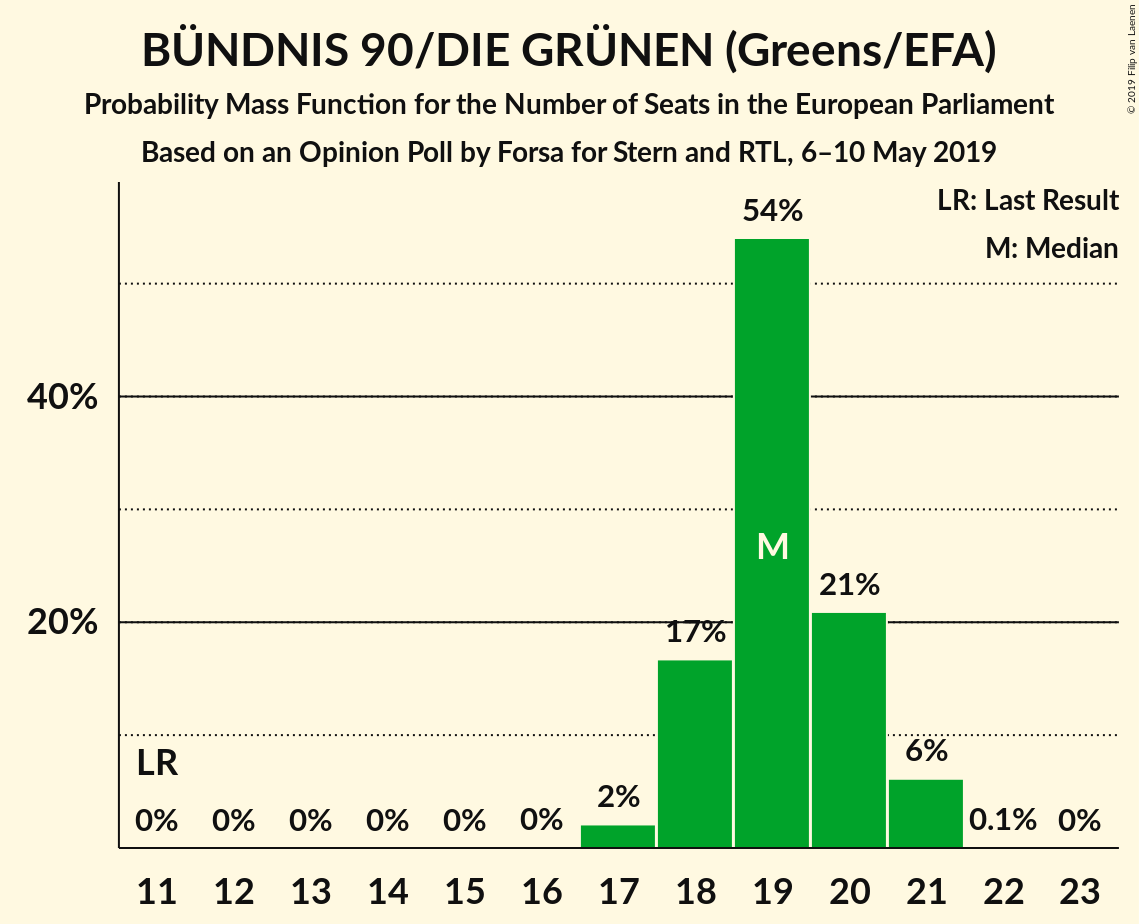 BÜNDNIS 90/DIE GRÜNEN (Greens/EFA)
Probability Mass Function for the Number of Seats in the European Parliament
Based on an Opinion Poll by Forsa for Stern and RTL, 6–10 May 2019
© 2019 Filip van Laenen
LR: Last Result
M: Median
54%
40%
M
21%
20%
17%
LR
6%
2%
0% 0% 0% 0% 0% 0% 0.1% 0%
11 12 13 14 15 16 17 18 19 20 21 22 23